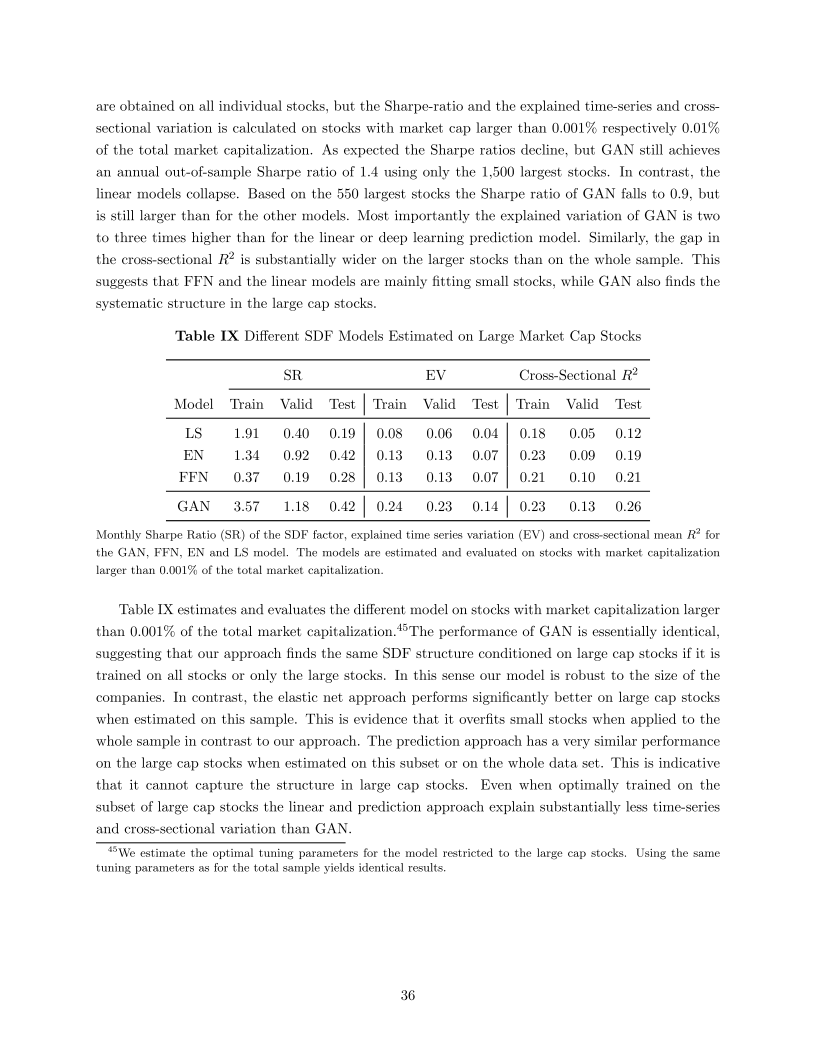 are obtained on all individual stocks, but the Sharpe-ratio and the explained time-series and cross-
sectional variation is calculated on stocks with market cap larger than 0.001% respectively 0.01%
of the total market capitalization. As expected the Sharpe ratios decline, but GAN still achieves
an annual out-of-sample Sharpe ratio of 1.4 using only the 1,500 largest stocks. In contrast, the
linear models collapse. Based on the 550 largest stocks the Sharpe ratio of GAN falls to 0.9, but
is still larger than for the other models. Most importantly the explained variation of GAN is two
to three times higher than for the linear or deep learning prediction model. Similarly, the gap in
the cross-sectional R² is substantially wider on the larger stocks than on the whole sample. This
suggests that FFN and the linear models are mainly fitting small stocks, while GAN also finds the
systematic structure in the large cap stocks.
Table IX Different SDF Models Estimated on Large Market Cap Stocks
SR EV Cross-Sectional R²
Model Train Valid Test Train Valid Test Train Valid Test
LS 1.91 0.40 0.19 0.08 0.06 0.04 0.18 0.05 0.12
EN 1.34 0.92 0.42 0.13 0.13 0.07 0.23 0.09 0.19
FFN 0.37 0.19 0.28 0.13 0.13 0.07 0.21 0.10 0.21
GAN 3.57 1.18 0.42 0.24 0.23 0.14 0.23 0.13 0.26
Monthly Sharpe Ratio (SR) of the SDF factor, explained time series variation (EV) and cross-sectional mean R² for
the GAN, FFN, EN and LS model. The models are estimated and evaluated on stocks with market capitalization
larger than 0.001% of the total market capitalization.
Table IX estimates and evaluates the different model on stocks with market capitalization larger
than 0.001% of the total market capitalization.⁴⁵The performance of GAN is essentially identical,
suggesting that our approach finds the same SDF structure conditioned on large cap stocks if it is
trained on all stocks or only the large stocks. In this sense our model is robust to the size of the
companies. In contrast, the elastic net approach performs significantly better on large cap stocks
when estimated on this sample. This is evidence that it overfits small stocks when applied to the
whole sample in contrast to our approach. The prediction approach has a very similar performance
on the large cap stocks when estimated on this subset or on the whole data set. This is indicative
that it cannot capture the structure in large cap stocks. Even when optimally trained on the
subset of large cap stocks the linear and prediction approach explain substantially less time-series
and cross-sectional variation than GAN.
⁴⁵We estimate the optimal tuning parameters for the model restricted to the large cap stocks. Using the same
tuning parameters as for the total sample yields identical results.
36